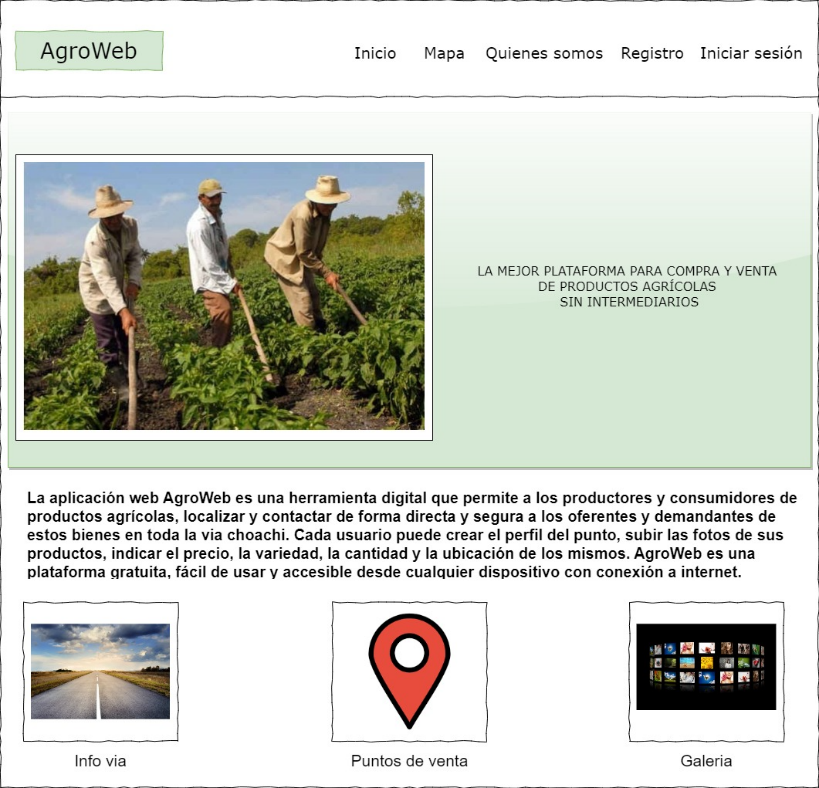 AgroWeb
Inicio Mapa Quienes somos Registro Iniciar sesión
LA MEJOR PLATAFORMA PARA COMPRA Y VENTA
DE PRODUCTOS AGRÍCOLAS
SIN INTERMEDIARIOS
La aplicación web AgroWeb es una herramienta digital que permite a los productores y consumidores de
productos agrícolas, localizar y contactar de forma directa y segura a los oferentes y demandantes de
estos bienes en toda la via choachi. Cada usuario puede crear el perfil del punto, subir las fotos de sus
productos, indicar el precio, la variedad, la cantidad y la ubicación de los mismos. AgroWeb es una
plataforma gratuita, fácil de usar y accesible desde cualquier dispositivo con conexión a internet.
Info via
Puntos de venta
Galeria